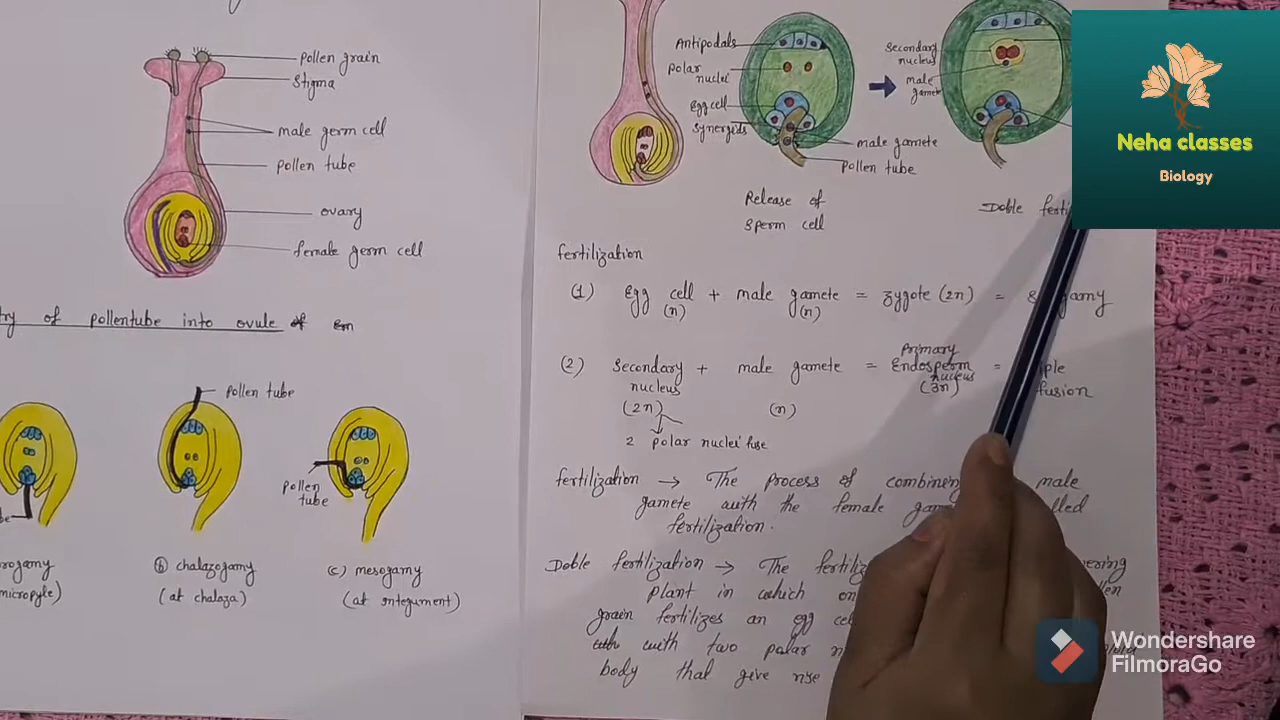 pollen grain
stigma
male germ cell
pollen tube
ovary
female germ cell
try of pollentube into ovule of em
pollen tube
pollen
tube
rogamy
micropyle)
(b) chalazogamy
(at chalaza)
(c) mesogamy
(at integument)
Antipodals
polar
nuclei
Egg cell
synergids
male gamete
pollen tube
Release of
sperm cell
Secondary
nucleus
male
gamete
Doble ferti
fertilization
(1) Egg cell + male gamete = zygote (2n) =
(n) (n)
(2) Secondary + male gamete = Primary Endosperm =
nucleus nucleus
(2n) (n) (3n) fusion
2 polar nuclei fuse
fertilization → The process of combining male
gamete with the female
fertilization.
Doble fertilization → The
plant in which
grain fertilizes an egg
with two polar
body that give rise
Neha classes
Biology
Wondershare
FilmoraGo